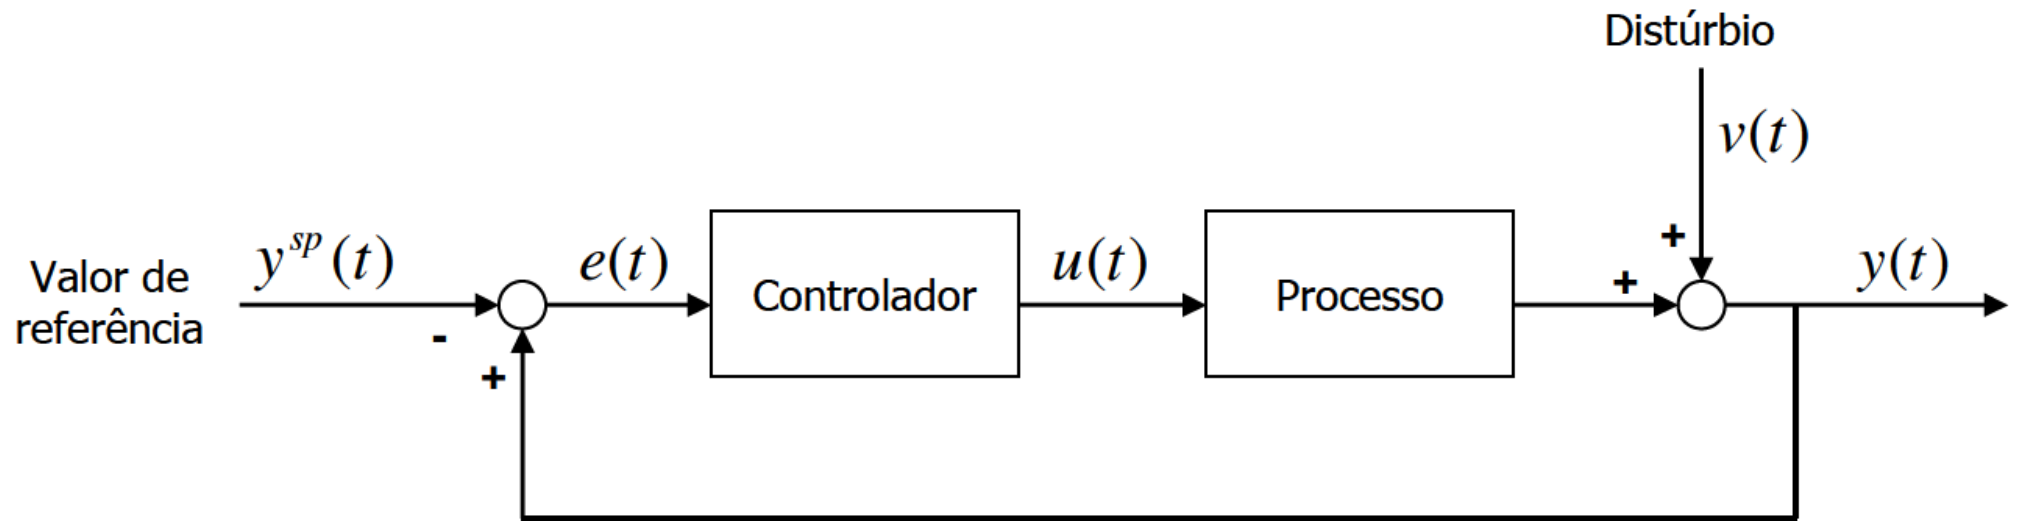 Distúrbio
v(t)
+
Valor de
referência
y^{sp}(t)
-
+
e(t)
Controlador
u(t)
Processo
+
y(t)